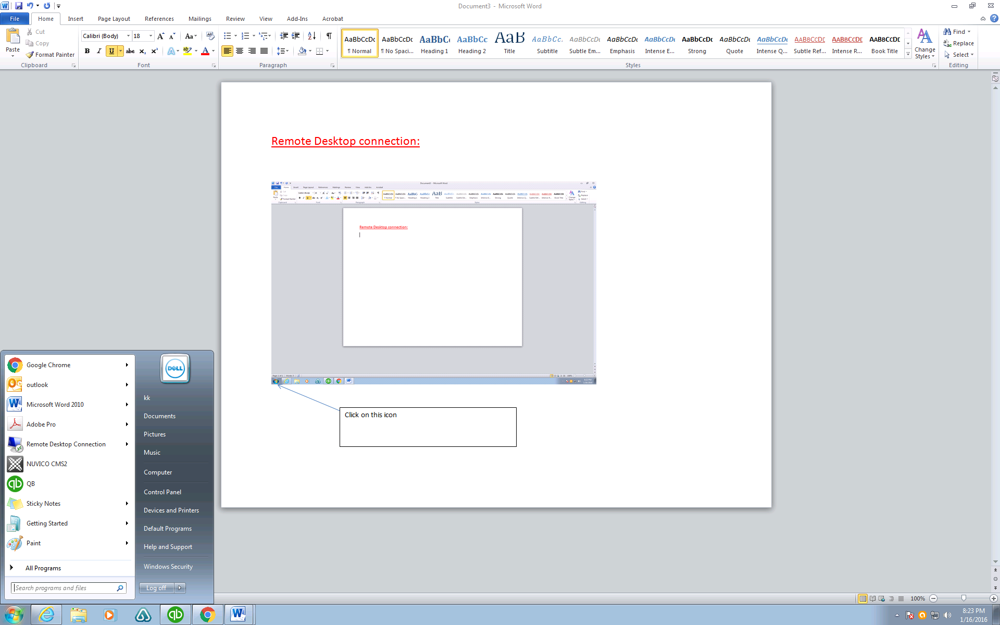 Document3 - Microsoft Word
File Home Insert Page Layout References Mailings Review View Add-Ins Acrobat
Paste
Cut
Copy
Format Painter
Clipboard
Calibri (Body) 18
Font
Paragraph
AaBbCcDc AaBbCcDc AaBbC AaBbCc AaB AaBbCc. AaBbCcDc AaBbCcDc AaBbCcDc AaBbCcDc AaBbCcDc AaBbCcDc AABBCCDE AABBCCDE AABBCCDE
¶ Normal ¶ No Spaci... Heading 1 Heading 2 Title Subtitle Subtle Em... Emphasis Intense E... Strong Quote Intense Q... Subtle Ref... Intense R... Book Title
Styles
Change
Styles
Find
Replace
Select
Editing
Remote Desktop connection:
Document3 - Microsoft Word
Remote Desktop connection:
Click on this icon
Google Chrome
outlook
Microsoft Word 2010
Adobe Pro
Remote Desktop Connection
NUVICO CMS2
QB
Sticky Notes
Getting Started
Paint
All Programs
Search programs and files
DELL
kk
Documents
Pictures
Music
Computer
Control Panel
Devices and Printers
Default Programs
Help and Support
Windows Security
Log off
100%
8:23 PM
1/16/2016